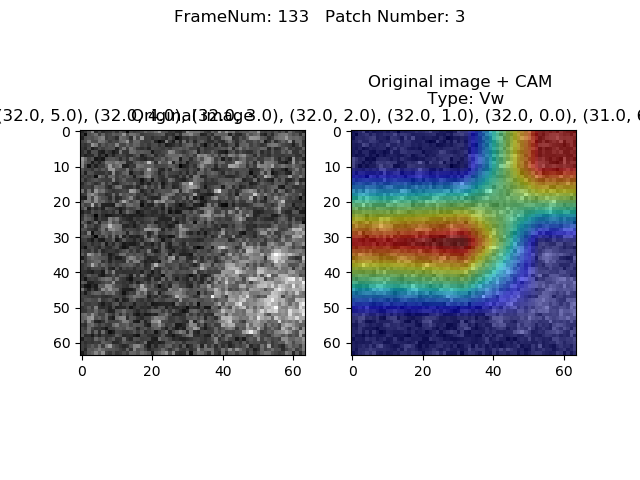 FrameNum: 133   Patch Number: 3
Original image + CAM
Type: Vw
(32.0, 5.0), (32.0, 4.0), (32.0, 3.0), (32.0, 2.0), (32.0, 1.0), (32.0, 0.0), (31.0, 6
Original image
0
10
20
30
40
50
60
0 20 40 60
0
10
20
30
40
50
60
0 20 40 60